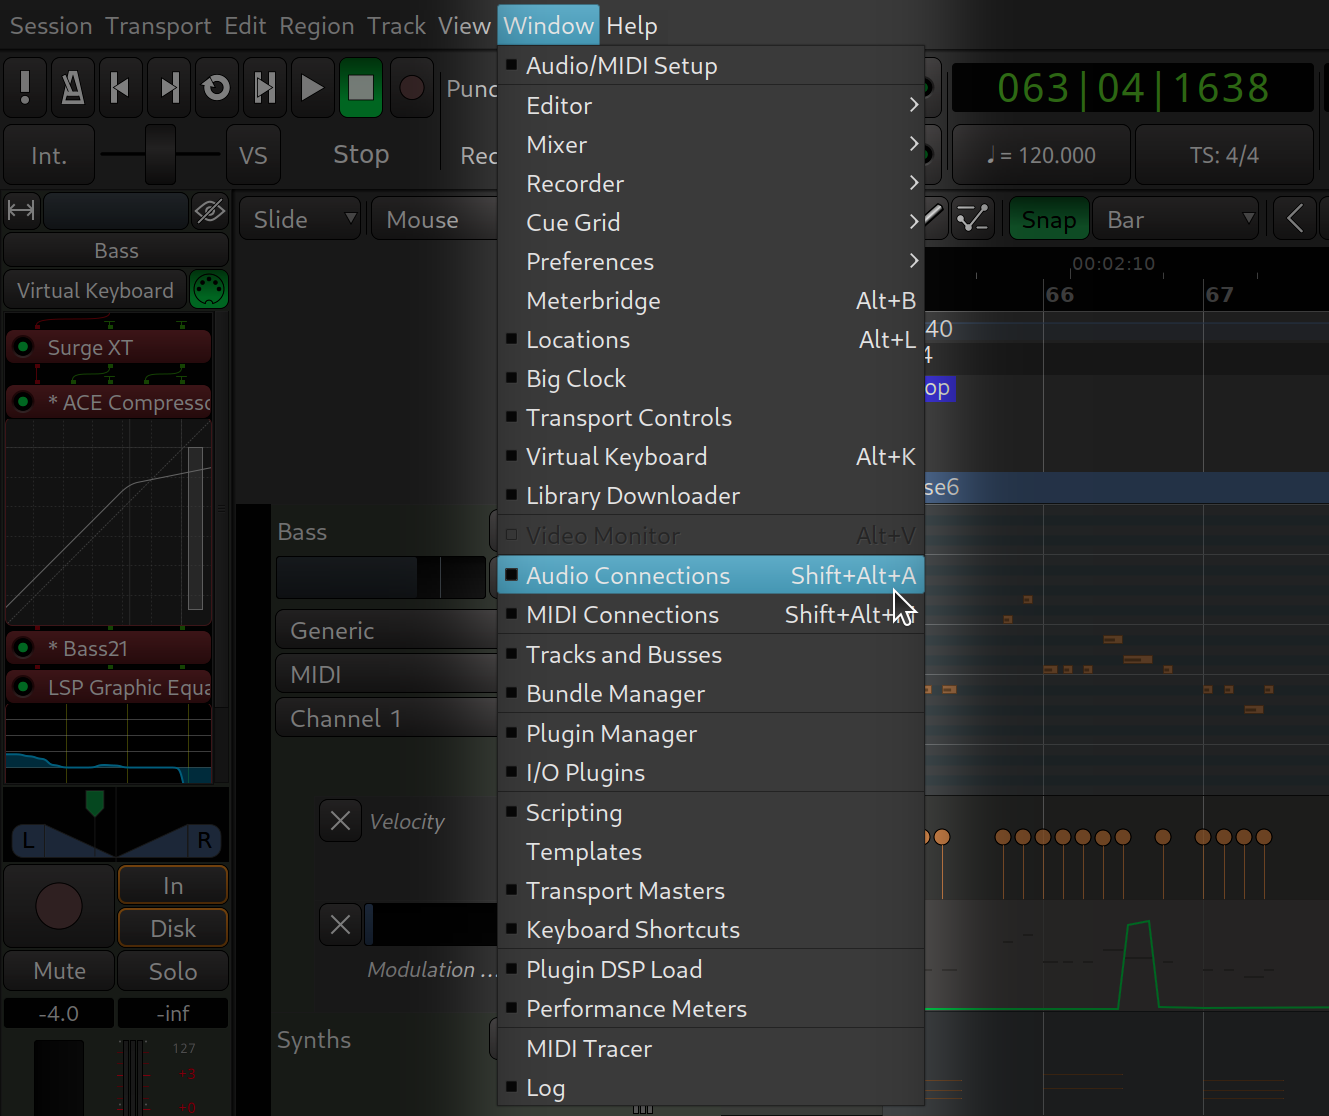 Session Transport Edit Region Track View Window Help
Audio/MIDI Setup
Editor
Mixer
Recorder
Cue Grid
Preferences
Meterbridge Alt+B
Locations Alt+L
Big Clock
Transport Controls
Virtual Keyboard Alt+K
Library Downloader
Video Monitor Alt+V
Audio Connections Shift+Alt+A
MIDI Connections Shift+Alt+
Tracks and Busses
Bundle Manager
Plugin Manager
I/O Plugins
Scripting
Templates
Transport Masters
Keyboard Shortcuts
Plugin DSP Load
Performance Meters
MIDI Tracer
Log
Punc
063|04|1638
Int.
VS
Stop
Rec
♩ = 120.000
TS: 4/4
Slide
Mouse
Snap
Bar
Bass
Virtual Keyboard
Surge XT
* ACE Compresso
* Bass21
LSP Graphic Equa
L
R
In
Disk
Mute
Solo
-4.0
-inf
127
+3
+0
Bass
Generic
MIDI
Channel 1
Velocity
Modulation ...
Synths
00:02:10
66
67
40
4
op
se6